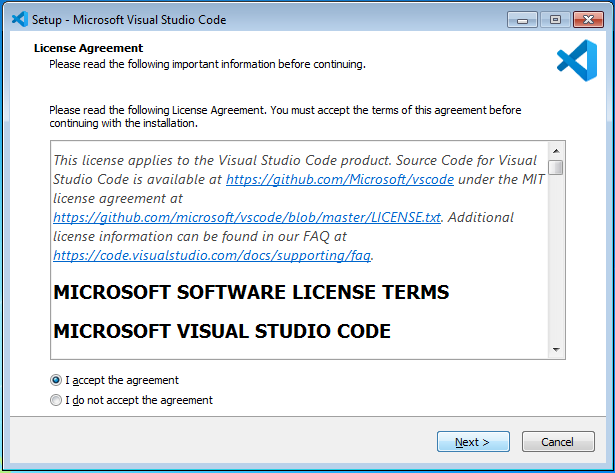 Setup - Microsoft Visual Studio Code
License Agreement
Please read the following important information before continuing.
Please read the following License Agreement. You must accept the terms of this agreement before
continuing with the installation.
This license applies to the Visual Studio Code product. Source Code for Visual
Studio Code is available at https://github.com/Microsoft/vscode under the MIT
license agreement at
https://github.com/microsoft/vscode/blob/master/LICENSE.txt. Additional
license information can be found in our FAQ at
https://code.visualstudio.com/docs/supporting/faq.
MICROSOFT SOFTWARE LICENSE TERMS
MICROSOFT VISUAL STUDIO CODE
I accept the agreement
I do not accept the agreement
Next >
Cancel